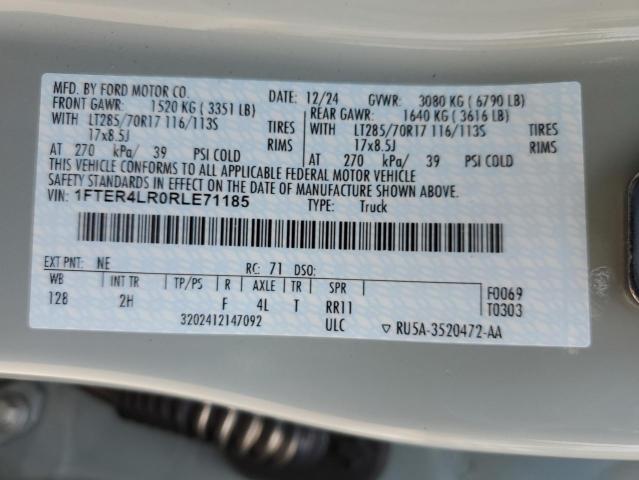 MFD. BY FORD MOTOR CO.
DATE: 12/24 GVWR: 3080 KG ( 6790 LB)
FRONT GAWR: 1520 KG ( 3351 LB)
REAR GAWR: 1640 KG ( 3616 LB)
WITH LT285/70R17 116/113S TIRES
WITH LT285/70R17 116/113S TIRES
17x8.5J RIMS
17x8.5J RIMS
AT 270 kPa/ 39 PSI COLD
AT 270 kPa/ 39 PSI COLD
THIS VEHICLE CONFORMS TO ALL APPLICABLE FEDERAL MOTOR VEHICLE
SAFETY STANDARDS IN EFFECT ON THE DATE OF MANUFACTURE SHOWN ABOVE.
VIN: 1FTER4LR0RLE71185
TYPE: Truck
EXT PNT: NE RC: 71 DSO:
WB INT TR TP/PS R AXLE TR SPR
128 2H F 4L T RR11
F0069
T0303
3202412147092 ULC ▽ RU5A-3520472-AA